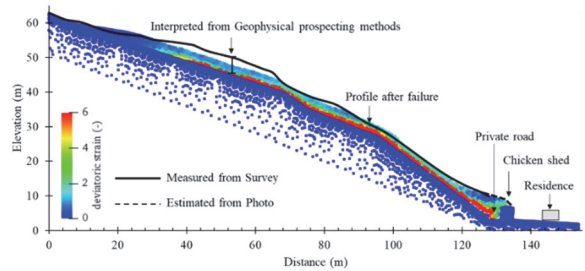 60
50
40
30
20
10
0
Elevation (m)
Interpreted from Geophysical prospecting methods
Profile after failure
Private road
Chicken shed
Residence
6
4
2
0
deviatoric strain (-)
Measured from Survey
Estimated from Photo
0 20 40 60 80 100 120 140
Distance (m)